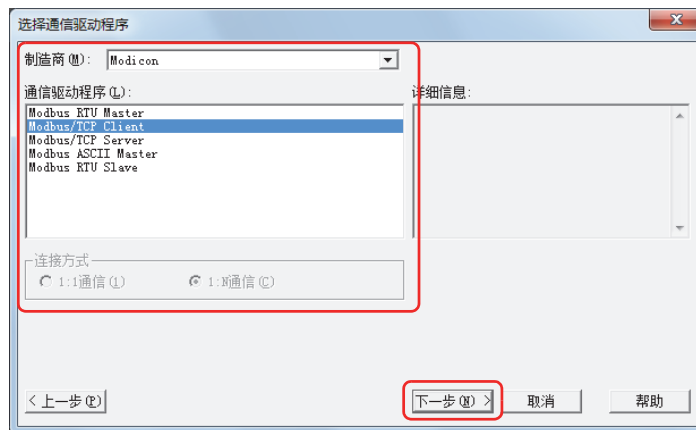 选择通信驱动程序
制造商(M): Modicon
通信驱动程序(L):
详细信息:
Modbus RTU Master
Modbus/TCP Client
Modbus/TCP Server
Modbus ASCII Master
Modbus RTU Slave
连接方式
1:1通信(1) 1:N通信(C)
< 上一步(P) 下一步(N) > 取消 帮助